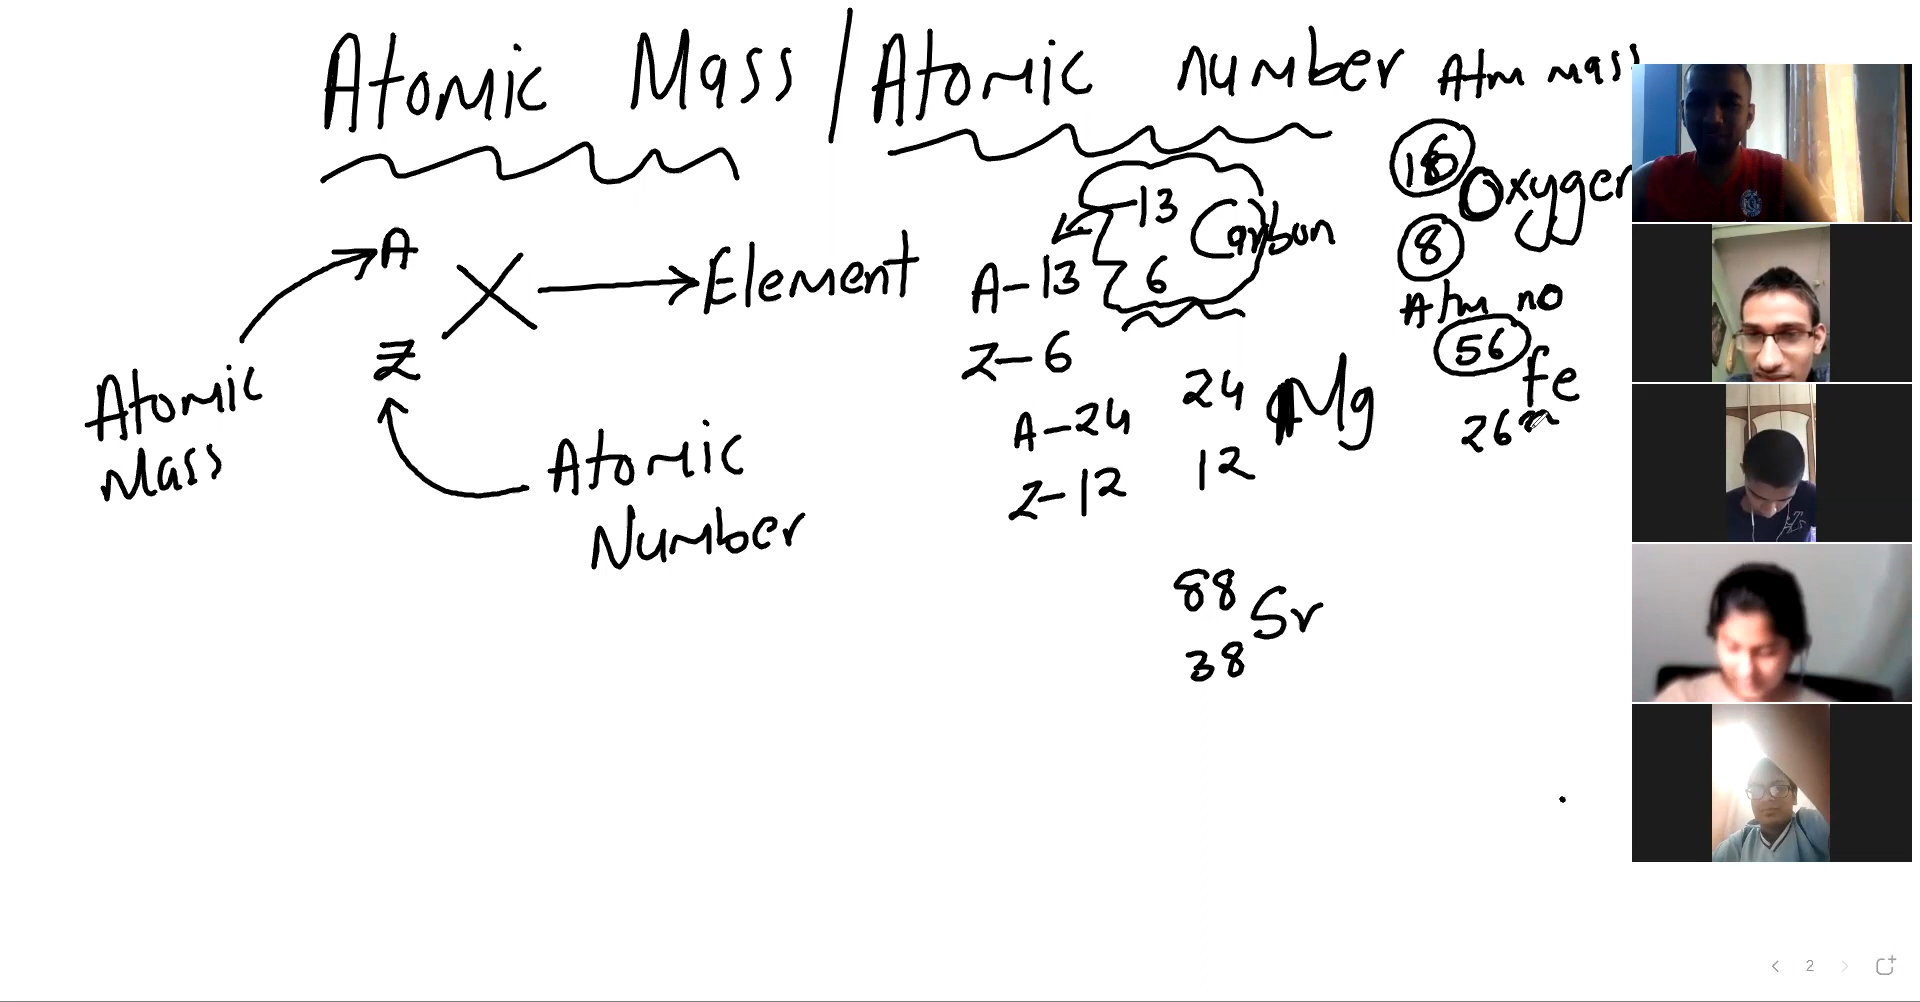 Atomic Mass / Atomic number
Atm mass
A
X → Element
Z
Atomic
Mass
Atomic
Number
13
6
Carbon
A-13
Z-6
24
12
Mg
A-24
Z-12
88
38
Sr
Oxygen
8
Atm no
56
Fe
26
2